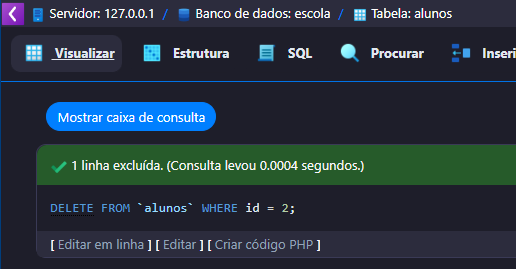 Servidor: 127.0.0.1 / Banco de dados: escola / Tabela: alunos
Visualizar Estrutura SQL Procurar Inseri
Mostrar caixa de consulta
1 linha excluída. (Consulta levou 0.0004 segundos.)
DELETE FROM `alunos` WHERE id = 2;
[ Editar em linha ] [ Editar ] [ Criar código PHP ]